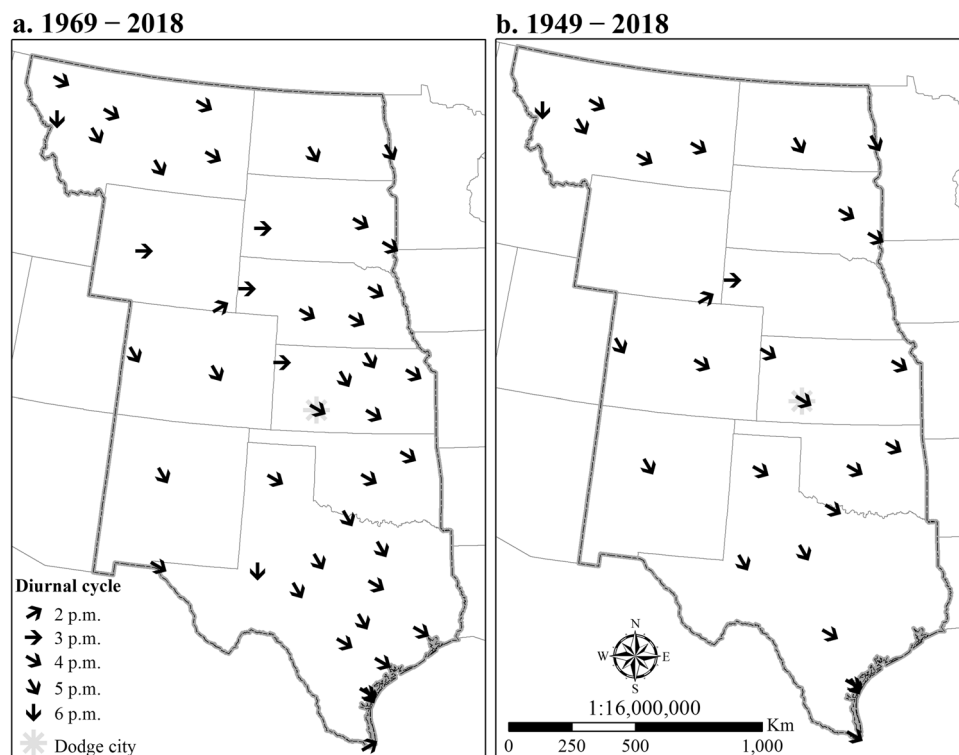 a. 1969 – 2018
b. 1949 – 2018
Diurnal cycle
2 p.m.
3 p.m.
4 p.m.
5 p.m.
6 p.m.
Dodge city
N
W E
S
1:16,000,000
Km
0 250 500 1,000